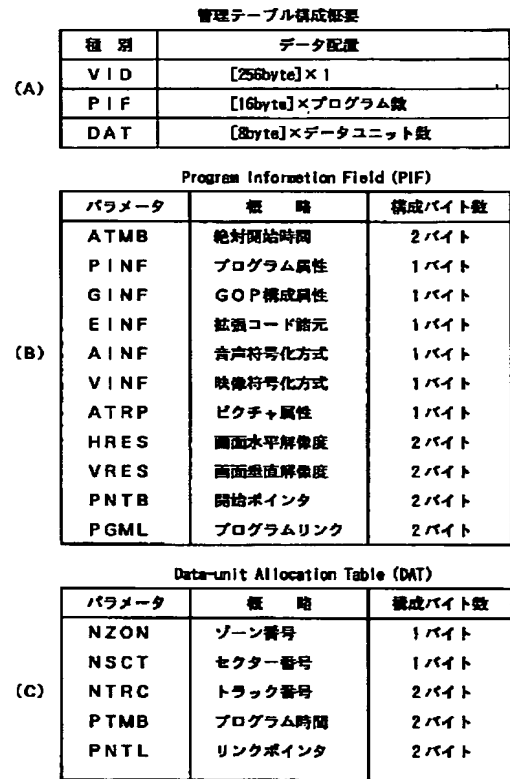 管理テーブル構成概要
(A)
種 別 データ配置
VID [256byte]×1
PIF [16byte]×プログラム数
DAT [8byte]×データユニット数
Program Information Field (PIF)
(B)
パラメータ 概 略 構成バイト数
ATMB 絶対開始時間 2バイト
PINF プログラム属性 1バイト
GINF GOP構成属性 1バイト
EINF 拡張コード諸元 1バイト
AINF 音声符号化方式 1バイト
VINF 映像符号化方式 1バイト
ATRP ピクチャ属性 1バイト
HRES 画面水平解像度 2バイト
VRES 画面垂直解像度 2バイト
PNTB 開始ポインタ 2バイト
PGML プログラムリンク 2バイト
Data-unit Allocation Table (DAT)
(C)
パラメータ 概 略 構成バイト数
NZON ゾーン番号 1バイト
NSCT セクター番号 1バイト
NTRC トラック番号 2バイト
PTMB プログラム時間 2バイト
PNTL リンクポインタ 2バイト